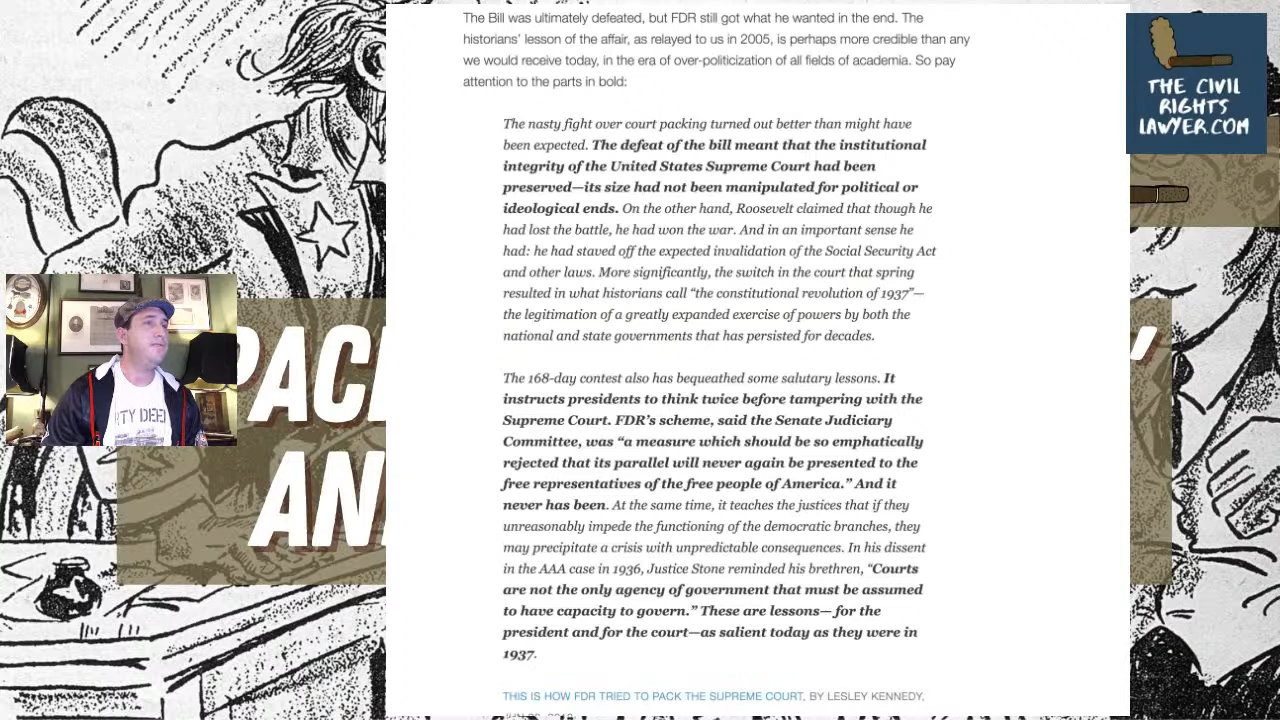 The Bill was ultimately defeated, but FDR still got what he wanted in the end. The
historians' lesson of the affair, as relayed to us in 2005, is perhaps more credible than any
we would receive today, in the era of over-politicization of all fields of academia. So pay
attention to the parts in bold:
The nasty fight over court packing turned out better than might have
been expected. The defeat of the bill meant that the institutional
integrity of the United States Supreme Court had been
preserved—its size had not been manipulated for political or
ideological ends. On the other hand, Roosevelt claimed that though he
had lost the battle, he had won the war. And in an important sense he
had: he had staved off the expected invalidation of the Social Security Act
and other laws. More significantly, the switch in the court that spring
resulted in what historians call “the constitutional revolution of 1937”—
the legitimation of a greatly expanded exercise of powers by both the
national and state governments that has persisted for decades.
The 168-day contest also has bequeathed some salutary lessons. It
instructs presidents to think twice before tampering with the
Supreme Court. FDR’s scheme, said the Senate Judiciary
Committee, was “a measure which should be so emphatically
rejected that its parallel will never again be presented to the
free representatives of the free people of America.” And it
never has been. At the same time, it teaches the justices that if they
unreasonably impede the functioning of the democratic branches, they
may precipitate a crisis with unpredictable consequences. In his dissent
in the AAA case in 1936, Justice Stone reminded his brethren, “Courts
are not the only agency of government that must be assumed
to have capacity to govern.” These are lessons— for the
president and for the court—as salient today as they were in
1937.
THIS IS HOW FDR TRIED TO PACK THE SUPREME COURT, BY LESLEY KENNEDY,
THE CIVIL
RIGHTS
LAWYER.COM
PAC
AN